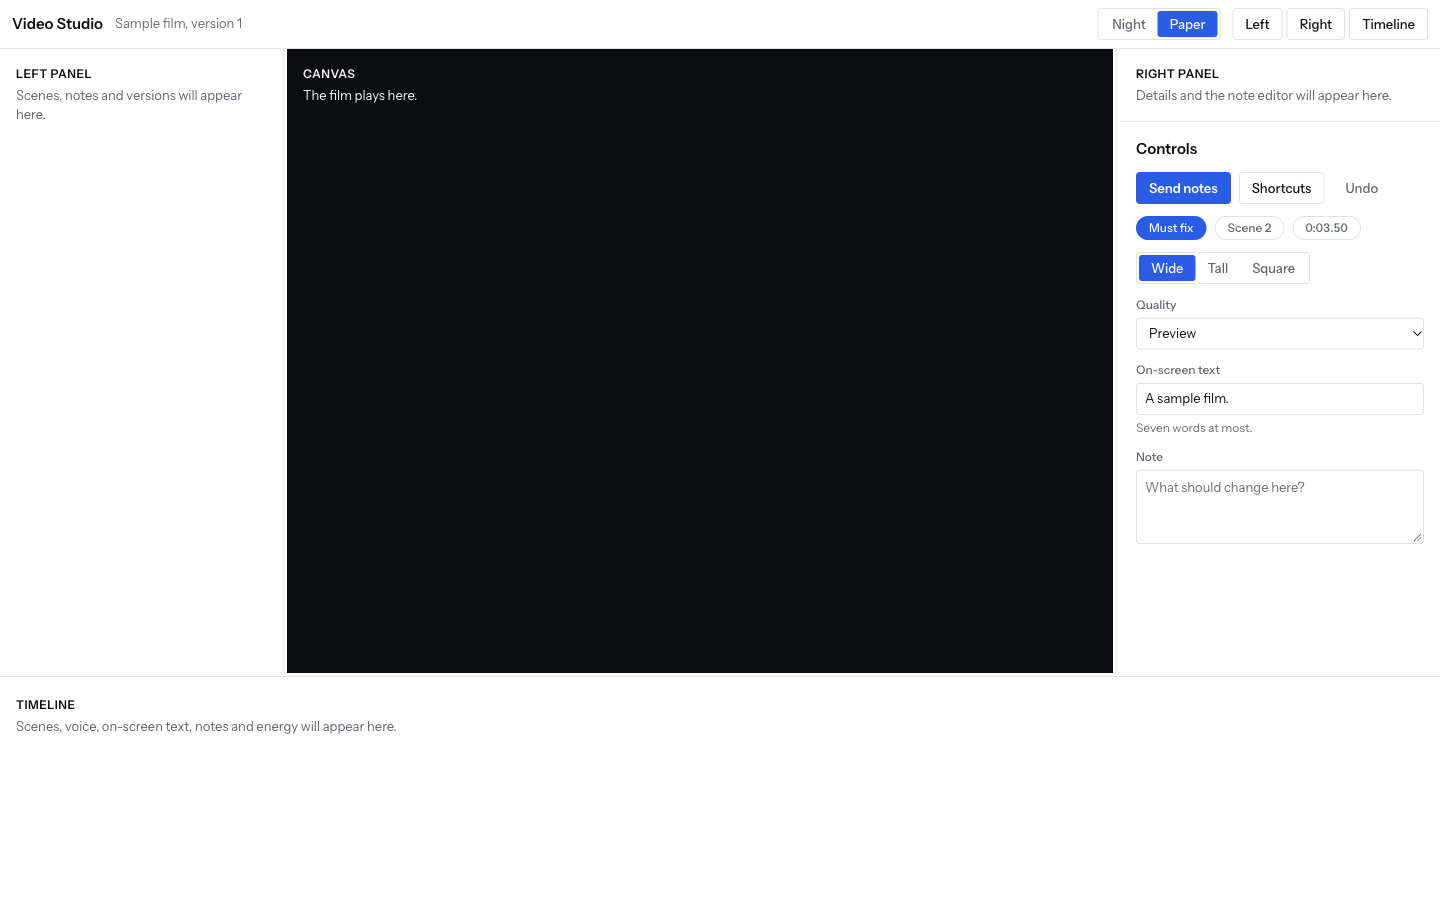 Video Studio
Sample film, version 1
Night
Paper
Left
Right
Timeline
LEFT PANEL
Scenes, notes and versions will appear
here.
CANVAS
The film plays here.
RIGHT PANEL
Details and the note editor will appear here.
Controls
Send notes
Shortcuts
Undo
Must fix
Scene 2
0:03.50
Wide
Tall
Square
Quality
Preview
On-screen text
A sample film.
Seven words at most.
Note
What should change here?
TIMELINE
Scenes, voice, on-screen text, notes and energy will appear here.